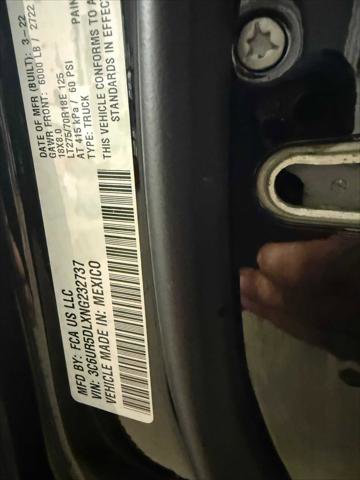 MFD BY: FCA US LLC
DATE OF MFR (BUILT): 3-22
GAWR FRONT: 6000 LB / 2722
18X8.0
LT275/70R18E 125
AT 415 kPa / 60 PSI
TYPE: TRUCK
PAIN
THIS VEHICLE CONFORMS TO A
STANDARDS IN EFFECT
VIN: 3C6UR5DLXNG232737
VEHICLE MADE IN: MEXICO